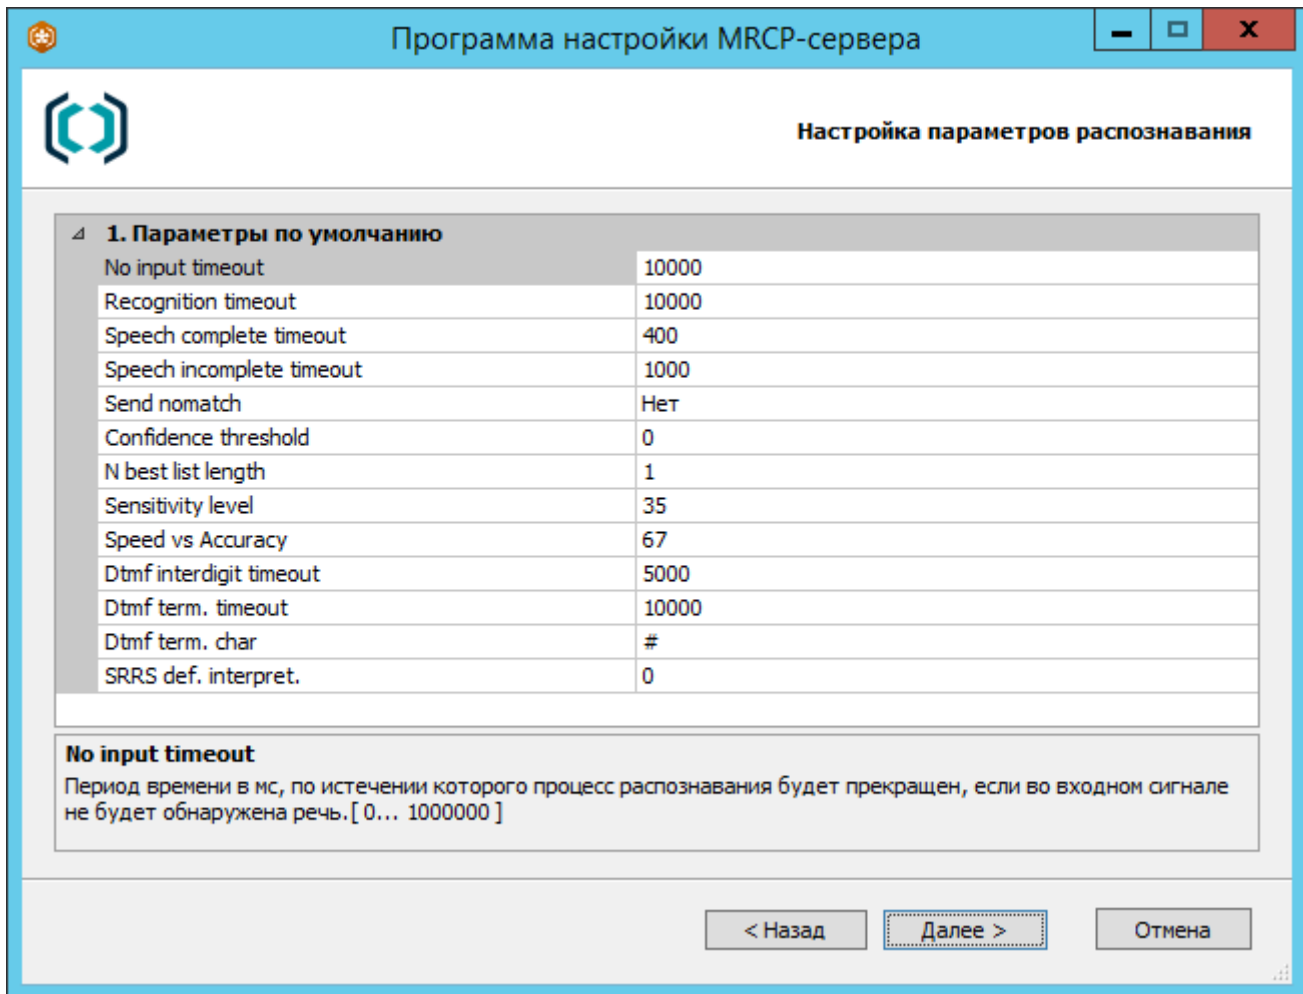 Программа настройки MRCP-сервера
Настройка параметров распознавания
1. Параметры по умолчанию
No input timeout 10000
Recognition timeout 10000
Speech complete timeout 400
Speech incomplete timeout 1000
Send nomatch Нет
Confidence threshold 0
N best list length 1
Sensitivity level 35
Speed vs Accuracy 67
Dtmf interdigit timeout 5000
Dtmf term. timeout 10000
Dtmf term. char #
SRRS def. interpret. 0
No input timeout
Период времени в мс, по истечении которого процесс распознавания будет прекращен, если во входном сигнале
не будет обнаружена речь.[ 0... 1000000 ]
< Назад Далее > Отмена